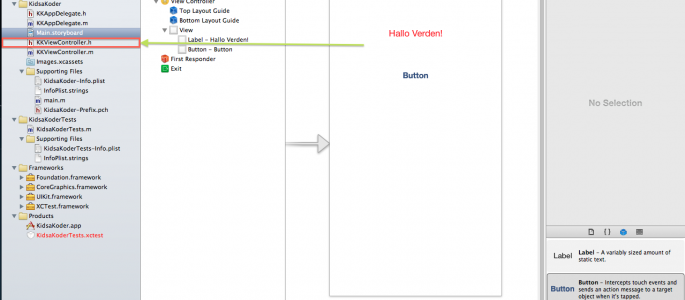 KidsaKoder
KKAppDelegate.h
KKAppDelegate.m
Main.storyboard
KKViewController.h
KKViewController.m
Images.xcassets
Supporting Files
KidsaKoder-Info.plist
InfoPlist.strings
main.m
KidsaKoder-Prefix.pch
KidsaKoderTests
KidsaKoderTests.m
Supporting Files
KidsaKoderTests-Info.plist
InfoPlist.strings
Frameworks
Foundation.framework
CoreGraphics.framework
UIKit.framework
XCTest.framework
Products
KidsaKoder.app
KidsaKoderTests.xctest
View Controller
Top Layout Guide
Bottom Layout Guide
View
Label - Hallo Verden!
Button - Button
First Responder
Exit
Hallo Verden!
Button
No Selection
Label
Label - A variably sized amount of
static text.
Button
Button - Intercepts touch events and
sends an action message to a target
object when it's tapped.